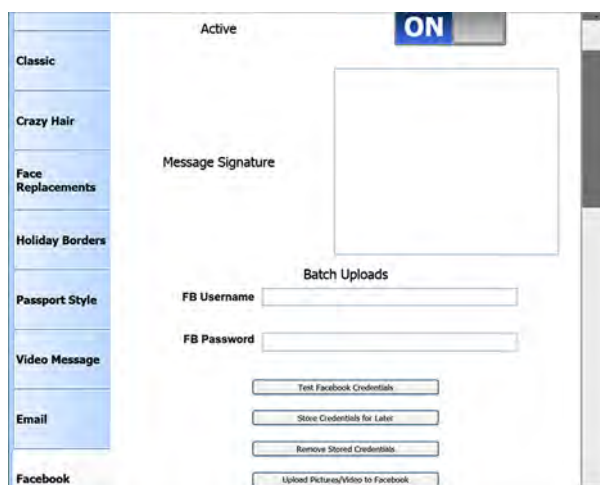 Active
ON
Classic
Crazy Hair
Message Signature
Face
Replacements
Holiday Borders
Batch Uploads
FB Username
Passport Style
FB Password
Video Message
Test Facebook Credentials
Store Credentials for Later
Email
Remove Stored Credentials
Facebook
Upload Pictures/Video to Facebook